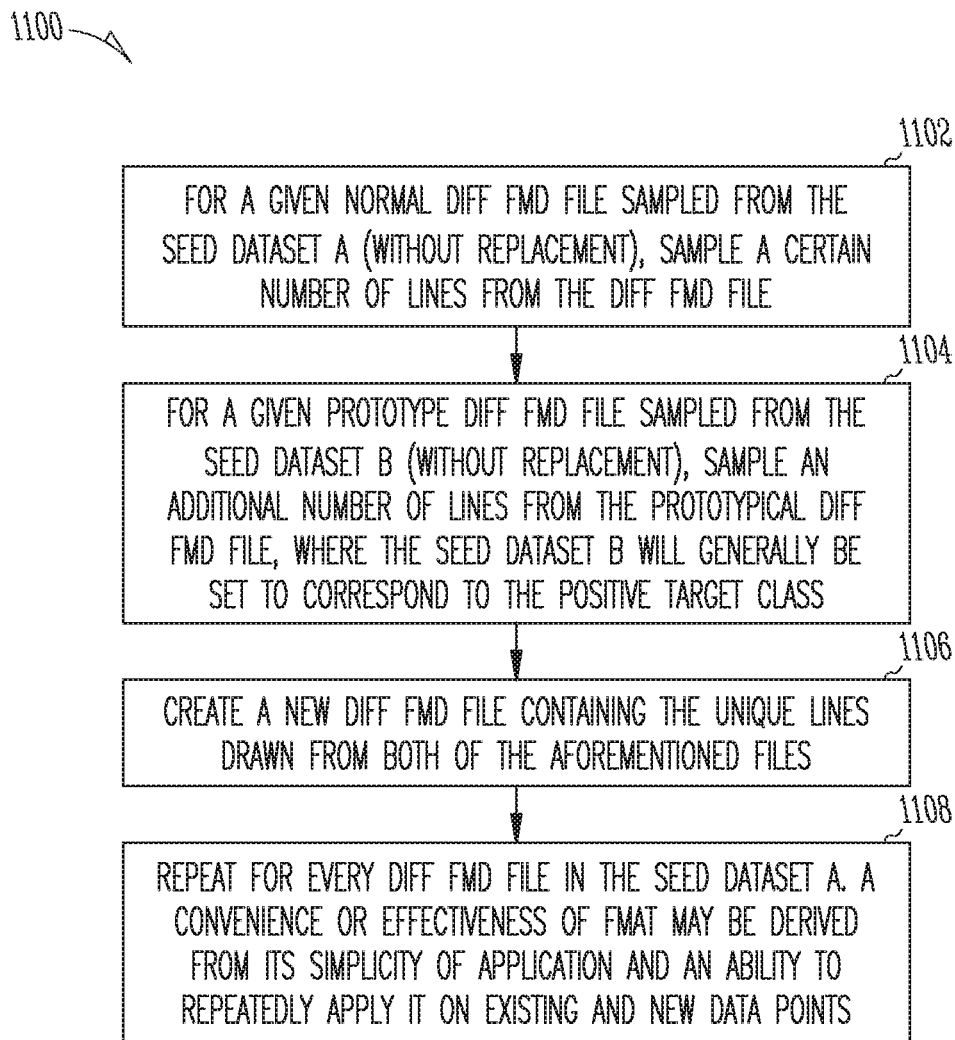 1100
1102
FOR A GIVEN NORMAL DIFF FMD FILE SAMPLED FROM THE
SEED DATASET A (WITHOUT REPLACEMENT), SAMPLE A CERTAIN
NUMBER OF LINES FROM THE DIFF FMD FILE
1104
FOR A GIVEN PROTOTYPE DIFF FMD FILE SAMPLED FROM THE
SEED DATASET B (WITHOUT REPLACEMENT), SAMPLE AN
ADDITIONAL NUMBER OF LINES FROM THE PROTOTYPICAL DIFF
FMD FILE, WHERE THE SEED DATASET B WILL GENERALLY BE
SET TO CORRESPOND TO THE POSITIVE TARGET CLASS
1106
CREATE A NEW DIFF FMD FILE CONTAINING THE UNIQUE LINES
DRAWN FROM BOTH OF THE AFOREMENTIONED FILES
1108
REPEAT FOR EVERY DIFF FMD FILE IN THE SEED DATASET A. A
CONVENIENCE OR EFFECTIVENESS OF FMAT MAY BE DERIVED
FROM ITS SIMPLICITY OF APPLICATION AND AN ABILITY TO
REPEATEDLY APPLY IT ON EXISTING AND NEW DATA POINTS